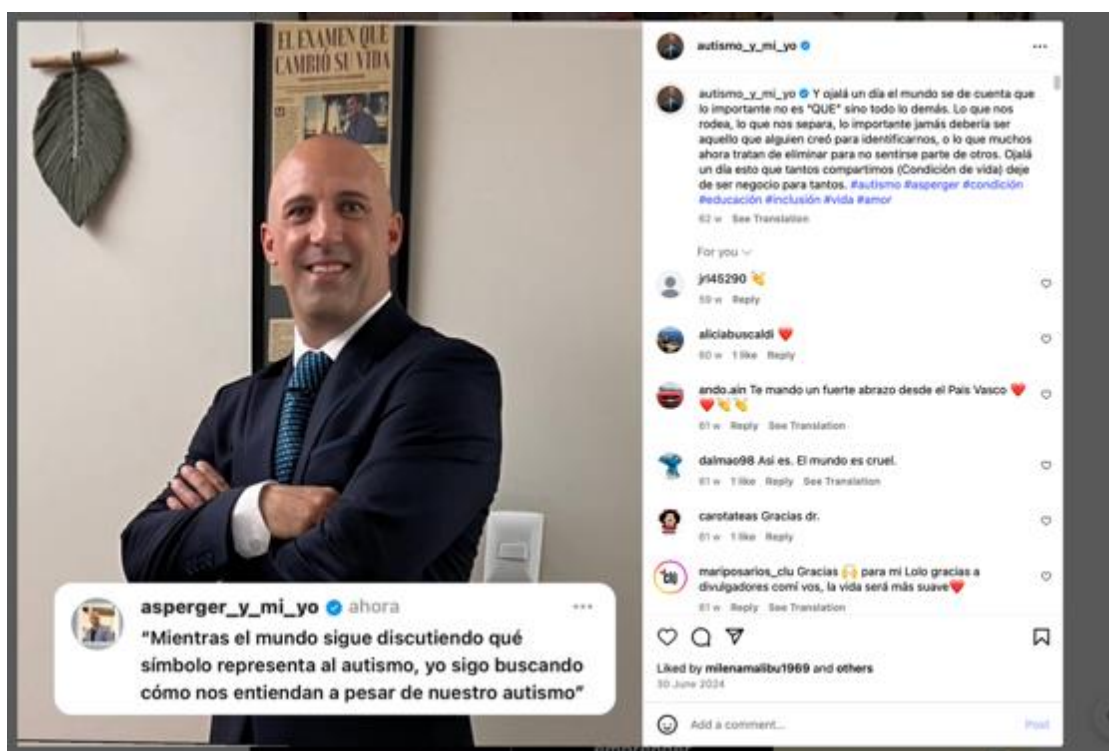 EL EXAMEN QUE
CAMBIÓ SU VIDA
asperger_y_mi_yo ahora
“Mientras el mundo sigue discutiendo qué
símbolo representa al autismo, yo sigo buscando
cómo nos entiendan a pesar de nuestro autismo”
autismo_y_mi_yo
autismo_y_mi_yo Y ojalá un día el mundo se de cuenta que
lo importante no es "QUE" sino todo lo demás. Lo que nos
rodea, lo que nos separa, lo importante jamás debería ser
aquello que alguien creó para identificarnos, o lo que muchos
ahora tratan de eliminar para no sentirse parte de otros. Ojalá
un día esto que tantos compartimos (Condición de vida) deje
de ser negocio para tantos. #autismo #asperger #condición
#educación #inclusión #vida #amor
62 w See Translation
For you
jrl45290 👏
59 w Reply
aliciabuscaldi ❤️
60 w 1 like Reply
ando.ain Te mando un fuerte abrazo desde el Pais Vasco ❤️
❤️👏👏
61 w Reply See Translation
dalmao98 Asi es. El mundo es cruel.
61 w 1 like Reply See Translation
carotateas Gracias dr.
61 w 1 like Reply
mariposarios_clu Gracias 🙌 para mi Lolo gracias a
divulgadores comí vos, la vida será más suave❤️
61 w Reply See Translation
Liked by milenamalibu1969 and others
30 June 2024
Add a comment... Post